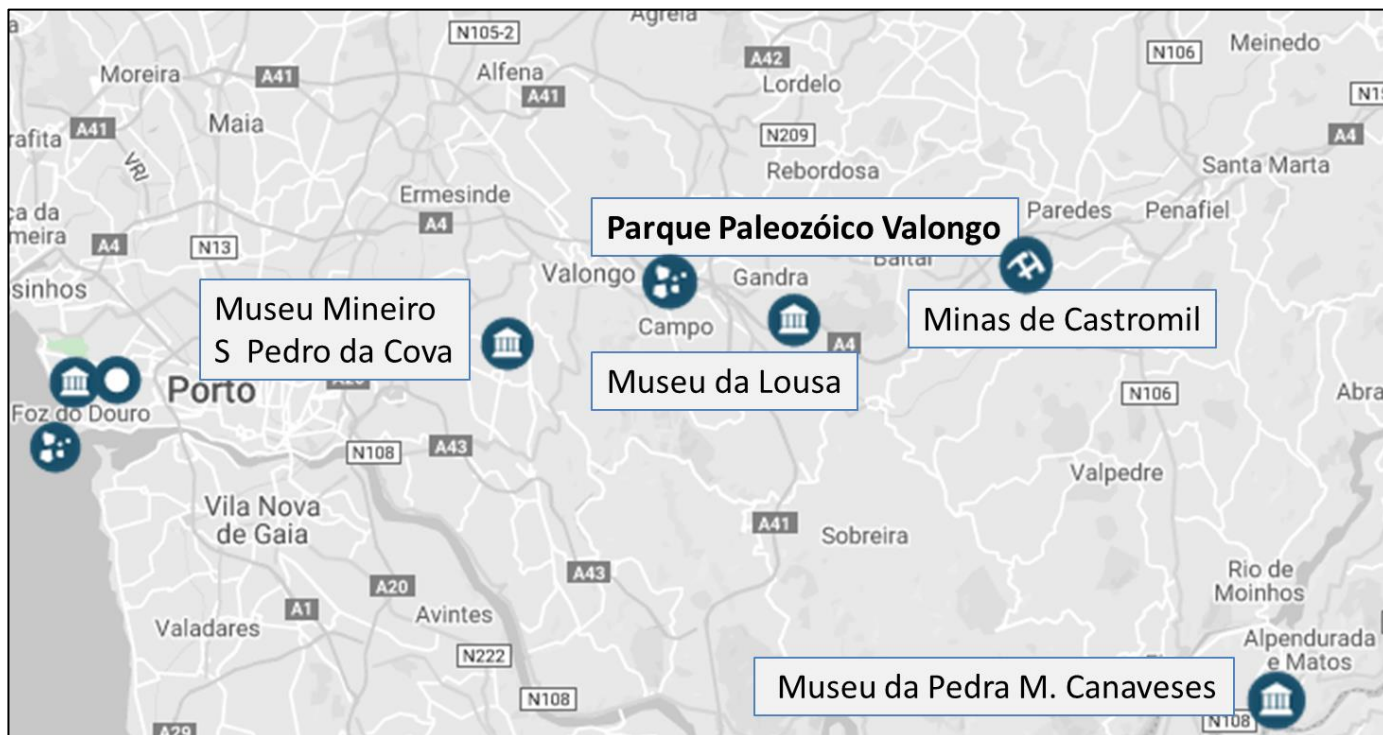 Agrela
N105-2
N106
Meinedo
Moreira
A41
Alfena
A42
Lordelo
A41
N15
Maia
A41
rafita
VRI
N209
A4
Rebordosa
Santa Marta
Ermesinde
ça da
meira
A4
N13
A4
Parque Paleozóico Valongo
Paredes
Penafiel
sinhos
Valongo
Gandra
Museu Mineiro
S Pedro da Cova
Campo
Minas de Castromil
A4
Museu da Lousa
Porto
N106
Abra
Foz do Douro
N108
A43
Valpedre
Vila Nova
de Gaia
A41
Sobreira
A43
A20
Rio de
Moinhos
A1
Avintes
Valadares
Alpendurada
e Matos
N222
Museu da Pedra M. Canaveses
N108
N108
A29